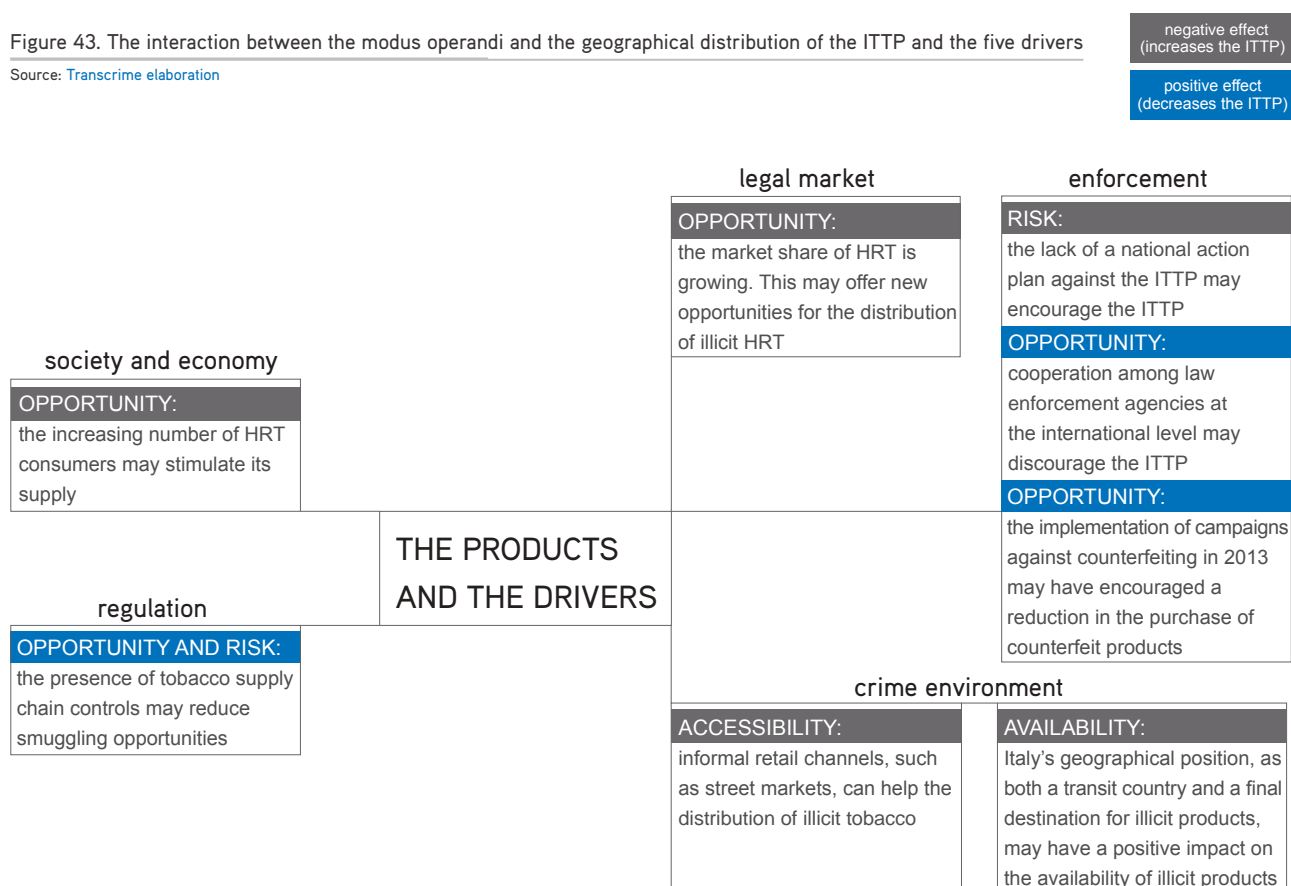 Figure 43. The interaction between the modus operandi and the geographical distribution of the ITTP and the five drivers
Source: Transcrime elaboration
negative effect
(increases the ITTP)
positive effect
(decreases the ITTP)
legal market
OPPORTUNITY:
the market share of HRT is
growing. This may offer new
opportunities for the distribution
of illicit HRT
enforcement
RISK:
the lack of a national action
plan against the ITTP may
encourage the ITTP
OPPORTUNITY:
cooperation among law
enforcement agencies at
the international level may
discourage the ITTP
OPPORTUNITY:
the implementation of campaigns
against counterfeiting in 2013
may have encouraged a
reduction in the purchase of
counterfeit products
society and economy
OPPORTUNITY:
the increasing number of HRT
consumers may stimulate its
supply
THE PRODUCTS
AND THE DRIVERS
regulation
OPPORTUNITY AND RISK:
the presence of tobacco supply
chain controls may reduce
smuggling opportunities
crime environment
ACCESSIBILITY:
informal retail channels, such
as street markets, can help the
distribution of illicit tobacco
AVAILABILITY:
Italy's geographical position, as
both a transit country and a final
destination for illicit products,
may have a positive impact on
the availability of illicit products